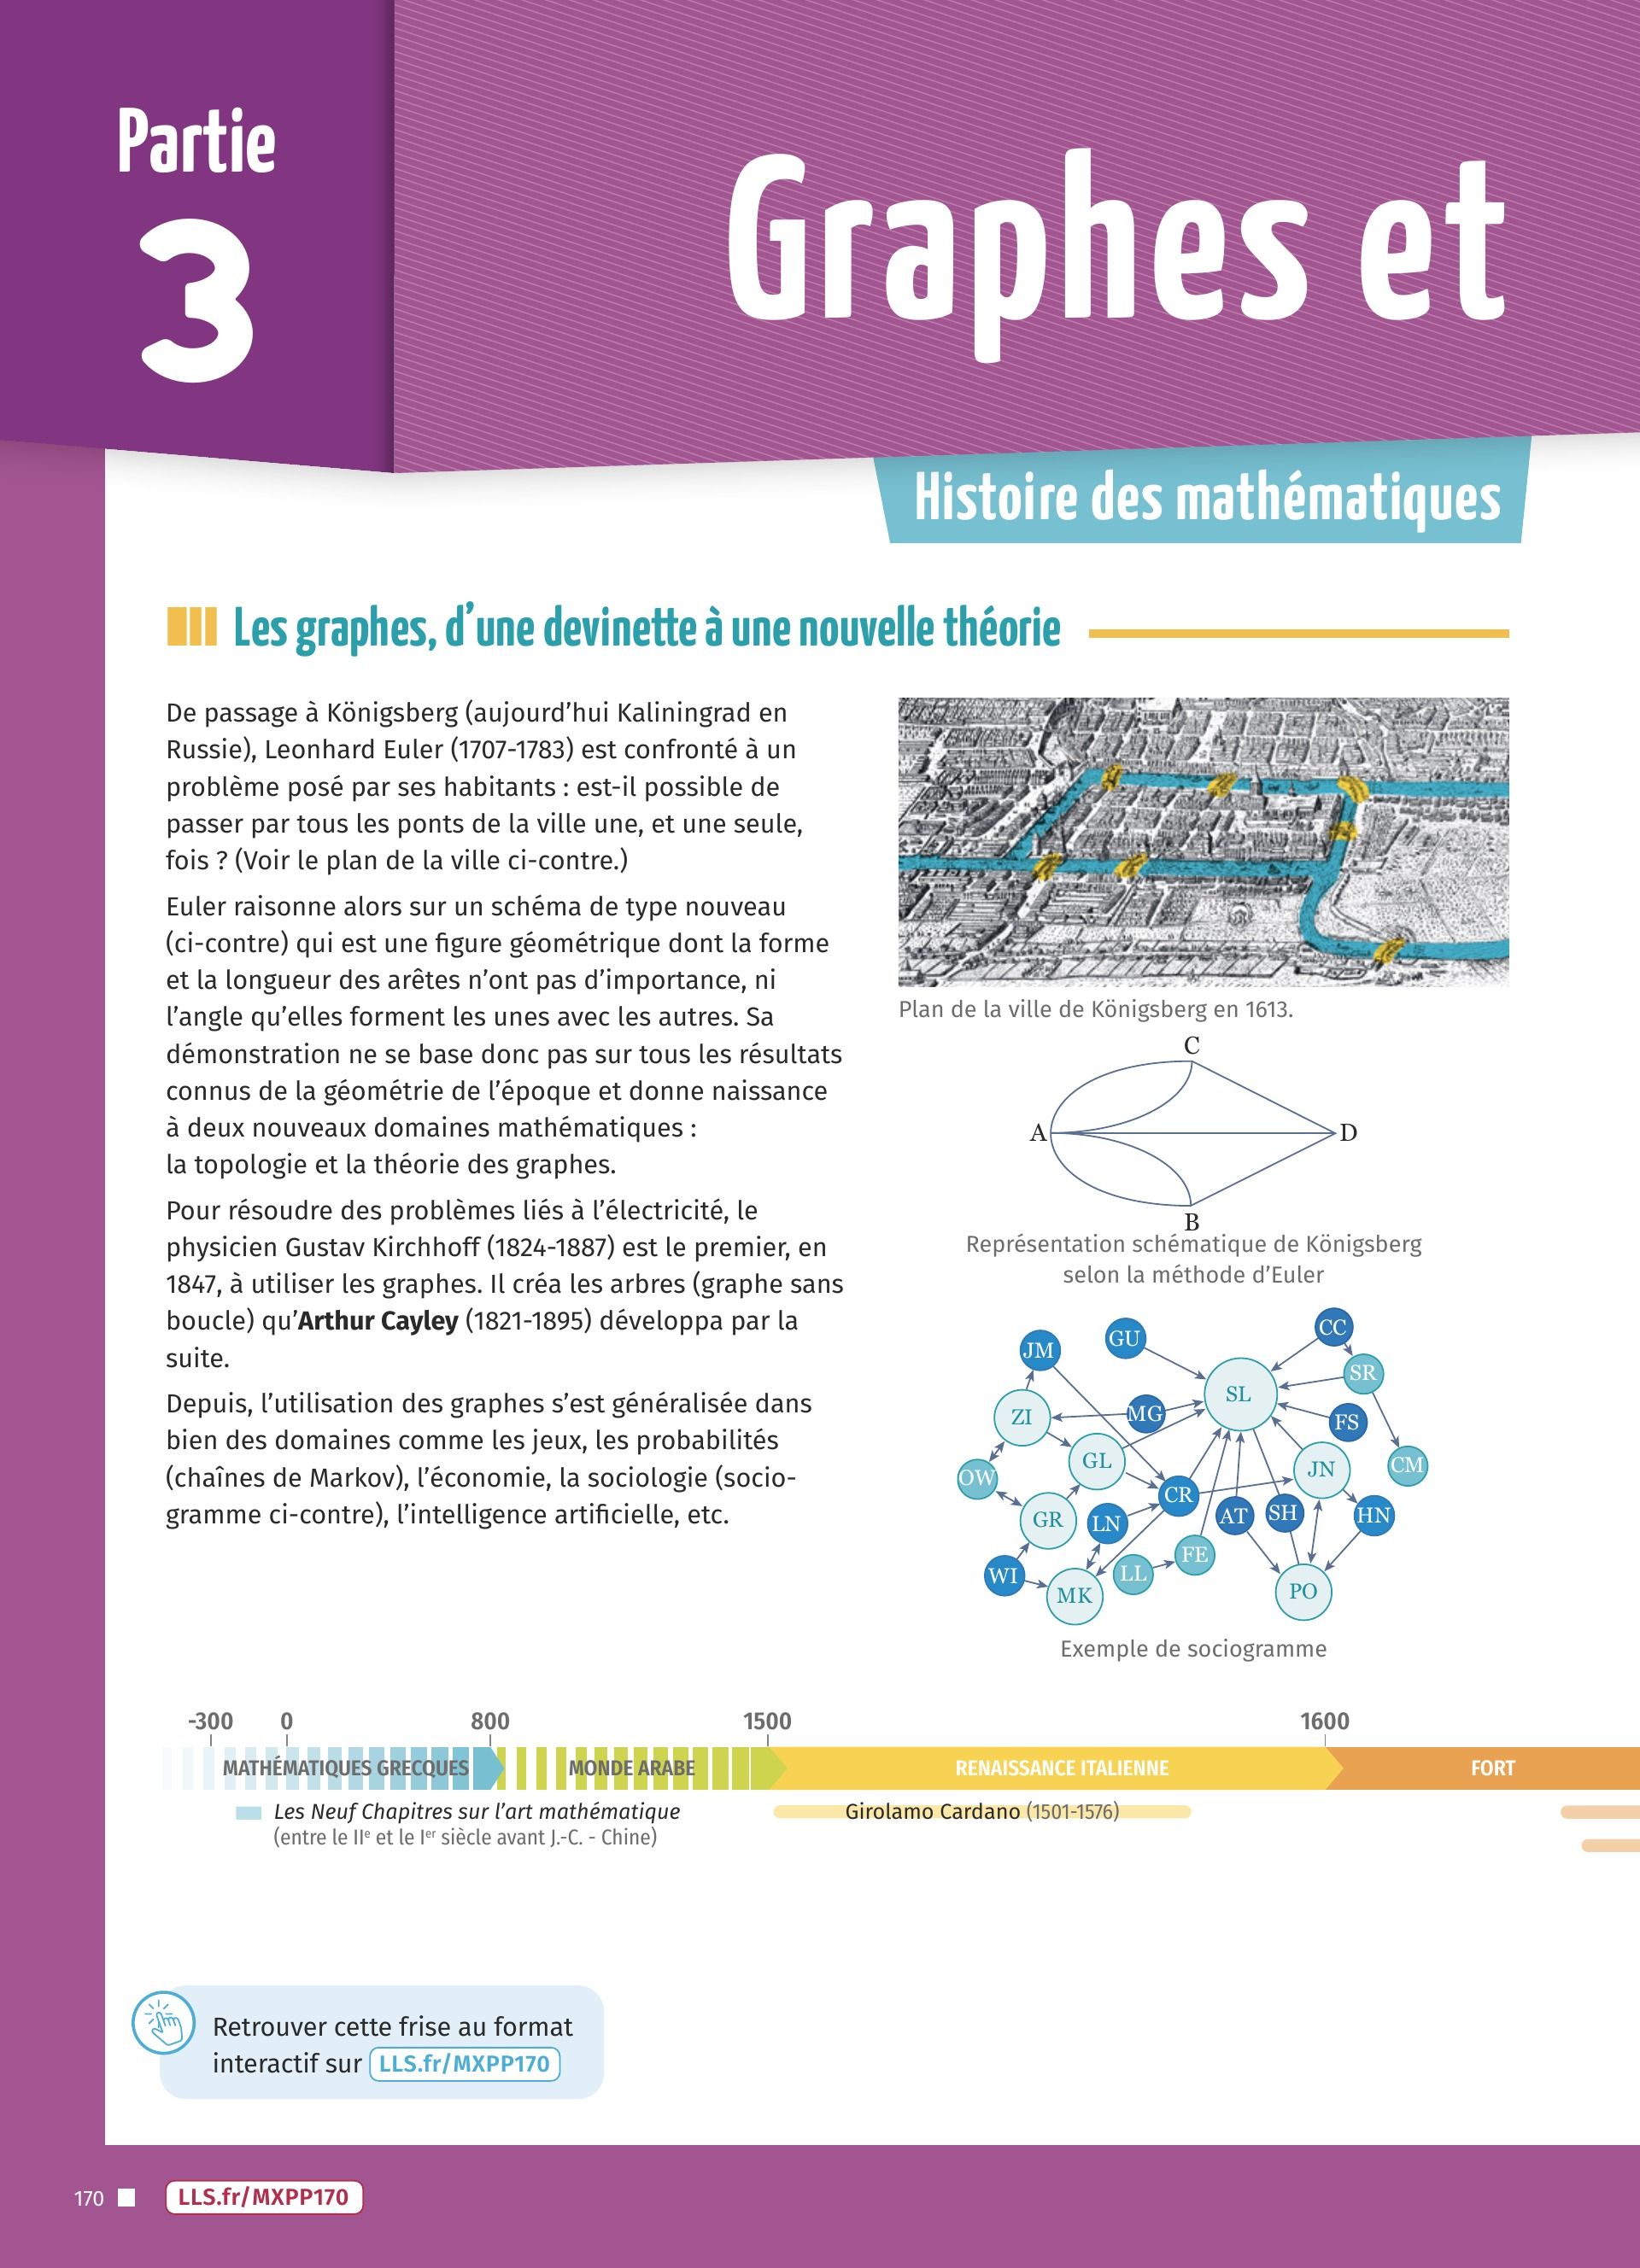 Partie
3
Graphes et
Histoire des mathématiques
Les graphes, d'une devinette à une nouvelle théorie
De passage à Königsberg (aujourd'hui Kaliningrad en
Russie), Leonhard Euler (1707-1783) est confronté à un
problème posé par ses habitants : est-il possible de
passer par tous les ponts de la ville une, et une seule,
fois ? (Voir le plan de la ville ci-contre.)
Euler raisonne alors sur un schéma de type nouveau
(ci-contre) qui est une figure géométrique dont la forme
et la longueur des arêtes n'ont pas d'importance, ni
l'angle qu'elles forment les unes avec les autres. Sa
démonstration ne se base donc pas sur tous les résultats
connus de la géométrie de l'époque et donne naissance
à deux nouveaux domaines mathématiques :
la topologie et la théorie des graphes.
Pour résoudre des problèmes liés à l'électricité, le
physicien Gustav Kirchhoff (1824-1887) est le premier, en
1847, à utiliser les graphes. Il créa les arbres (graphe sans
boucle) qu'Arthur Cayley (1821-1895) développa par la
suite.
Depuis, l'utilisation des graphes s'est généralisée dans
bien des domaines comme les jeux, les probabilités
(chaînes de Markov), l'économie, la sociologie (socio-
gramme ci-contre), l'intelligence artificielle, etc.
Plan de la ville de Königsberg en 1613.
C
A
D
B
Représentation schématique de Königsberg
selon la méthode d'Euler
CC
GU
JM
SR
SL
ZI
MG
FS
GL
CM
JN
OW
CR
GR
LN
AT
SH
HN
FE
WI
LL
MK
PO
Exemple de sociogramme
-300
0
800
1500
1600
MATHÉMATIQUES GRECQUES
MONDE ARABE
RENAISSANCE ITALIENNE
FORT
Les Neuf Chapitres sur l'art mathématique
(entre le IIe et le Ier siècle avant J.-C. - Chine)
Girolamo Cardano (1501-1576)
Retrouver cette frise au format
interactif sur LLS.fr/MXPP170
170
LLS.fr/MXPP170